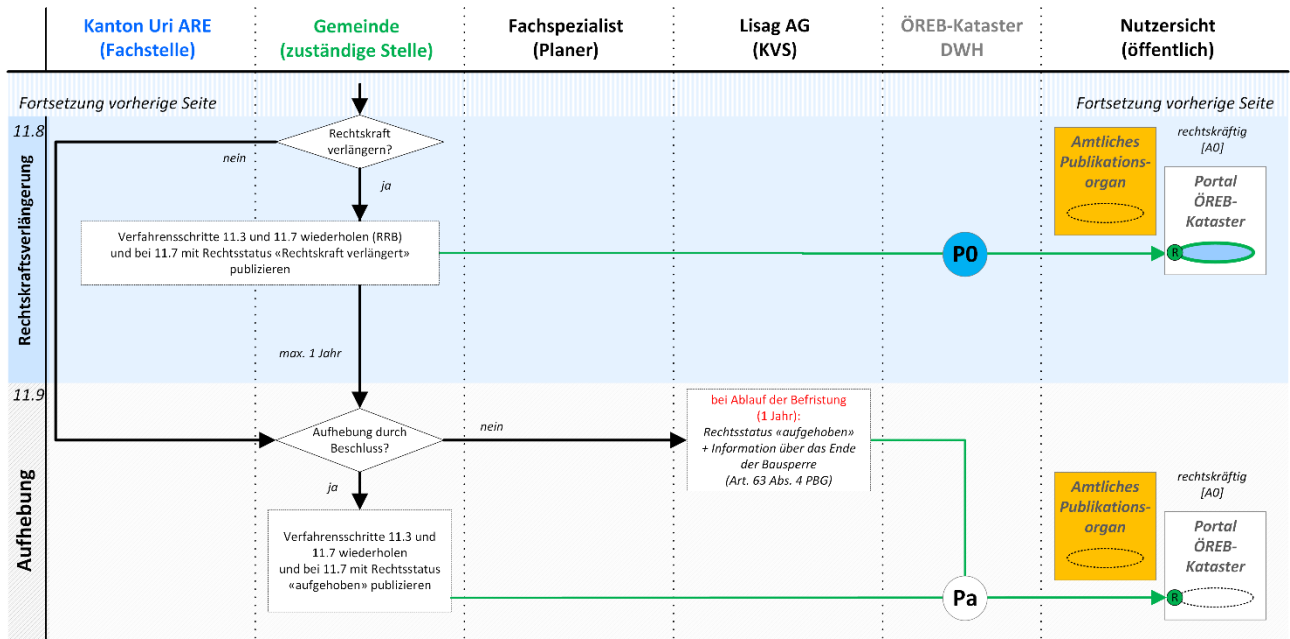 Kanton Uri ARE
(Fachstelle)
Gemeinde
(zuständige Stelle)
Fachspezialist
(Planer)
Lisag AG
(KVS)
ÖREB-Kataster
DWH
Nutzersicht
(öffentlich)
Fortsetzung vorherige Seite
Fortsetzung vorherige Seite
11.8
Rechtskraftsverlängerung
Rechtskraft
verlängern?
nein
ja
Verfahrensschritte 11.3 und 11.7 wiederholen (RRB)
und bei 11.7 mit Rechtsstatus «Rechtskraft verlängert»
publizieren
P0
Amtliches
Publikations-
organ
rechtskräftig
[A0]
Portal
ÖREB-
Kataster
R
max. 1 Jahr
11.9
Aufhebung
Aufhebung durch
Beschluss?
nein
ja
bei Ablauf der Befristung
(1 Jahr):
Rechtsstatus «aufgehoben»
+ Information über das Ende
der Bausperre
(Art. 63 Abs. 4 PBG)
Verfahrensschritte 11.3 und
11.7 wiederholen
und bei 11.7 mit Rechtsstatus
«aufgehoben» publizieren
Pa
Amtliches
Publikations-
organ
rechtskräftig
[A0]
Portal
ÖREB-
Kataster
R